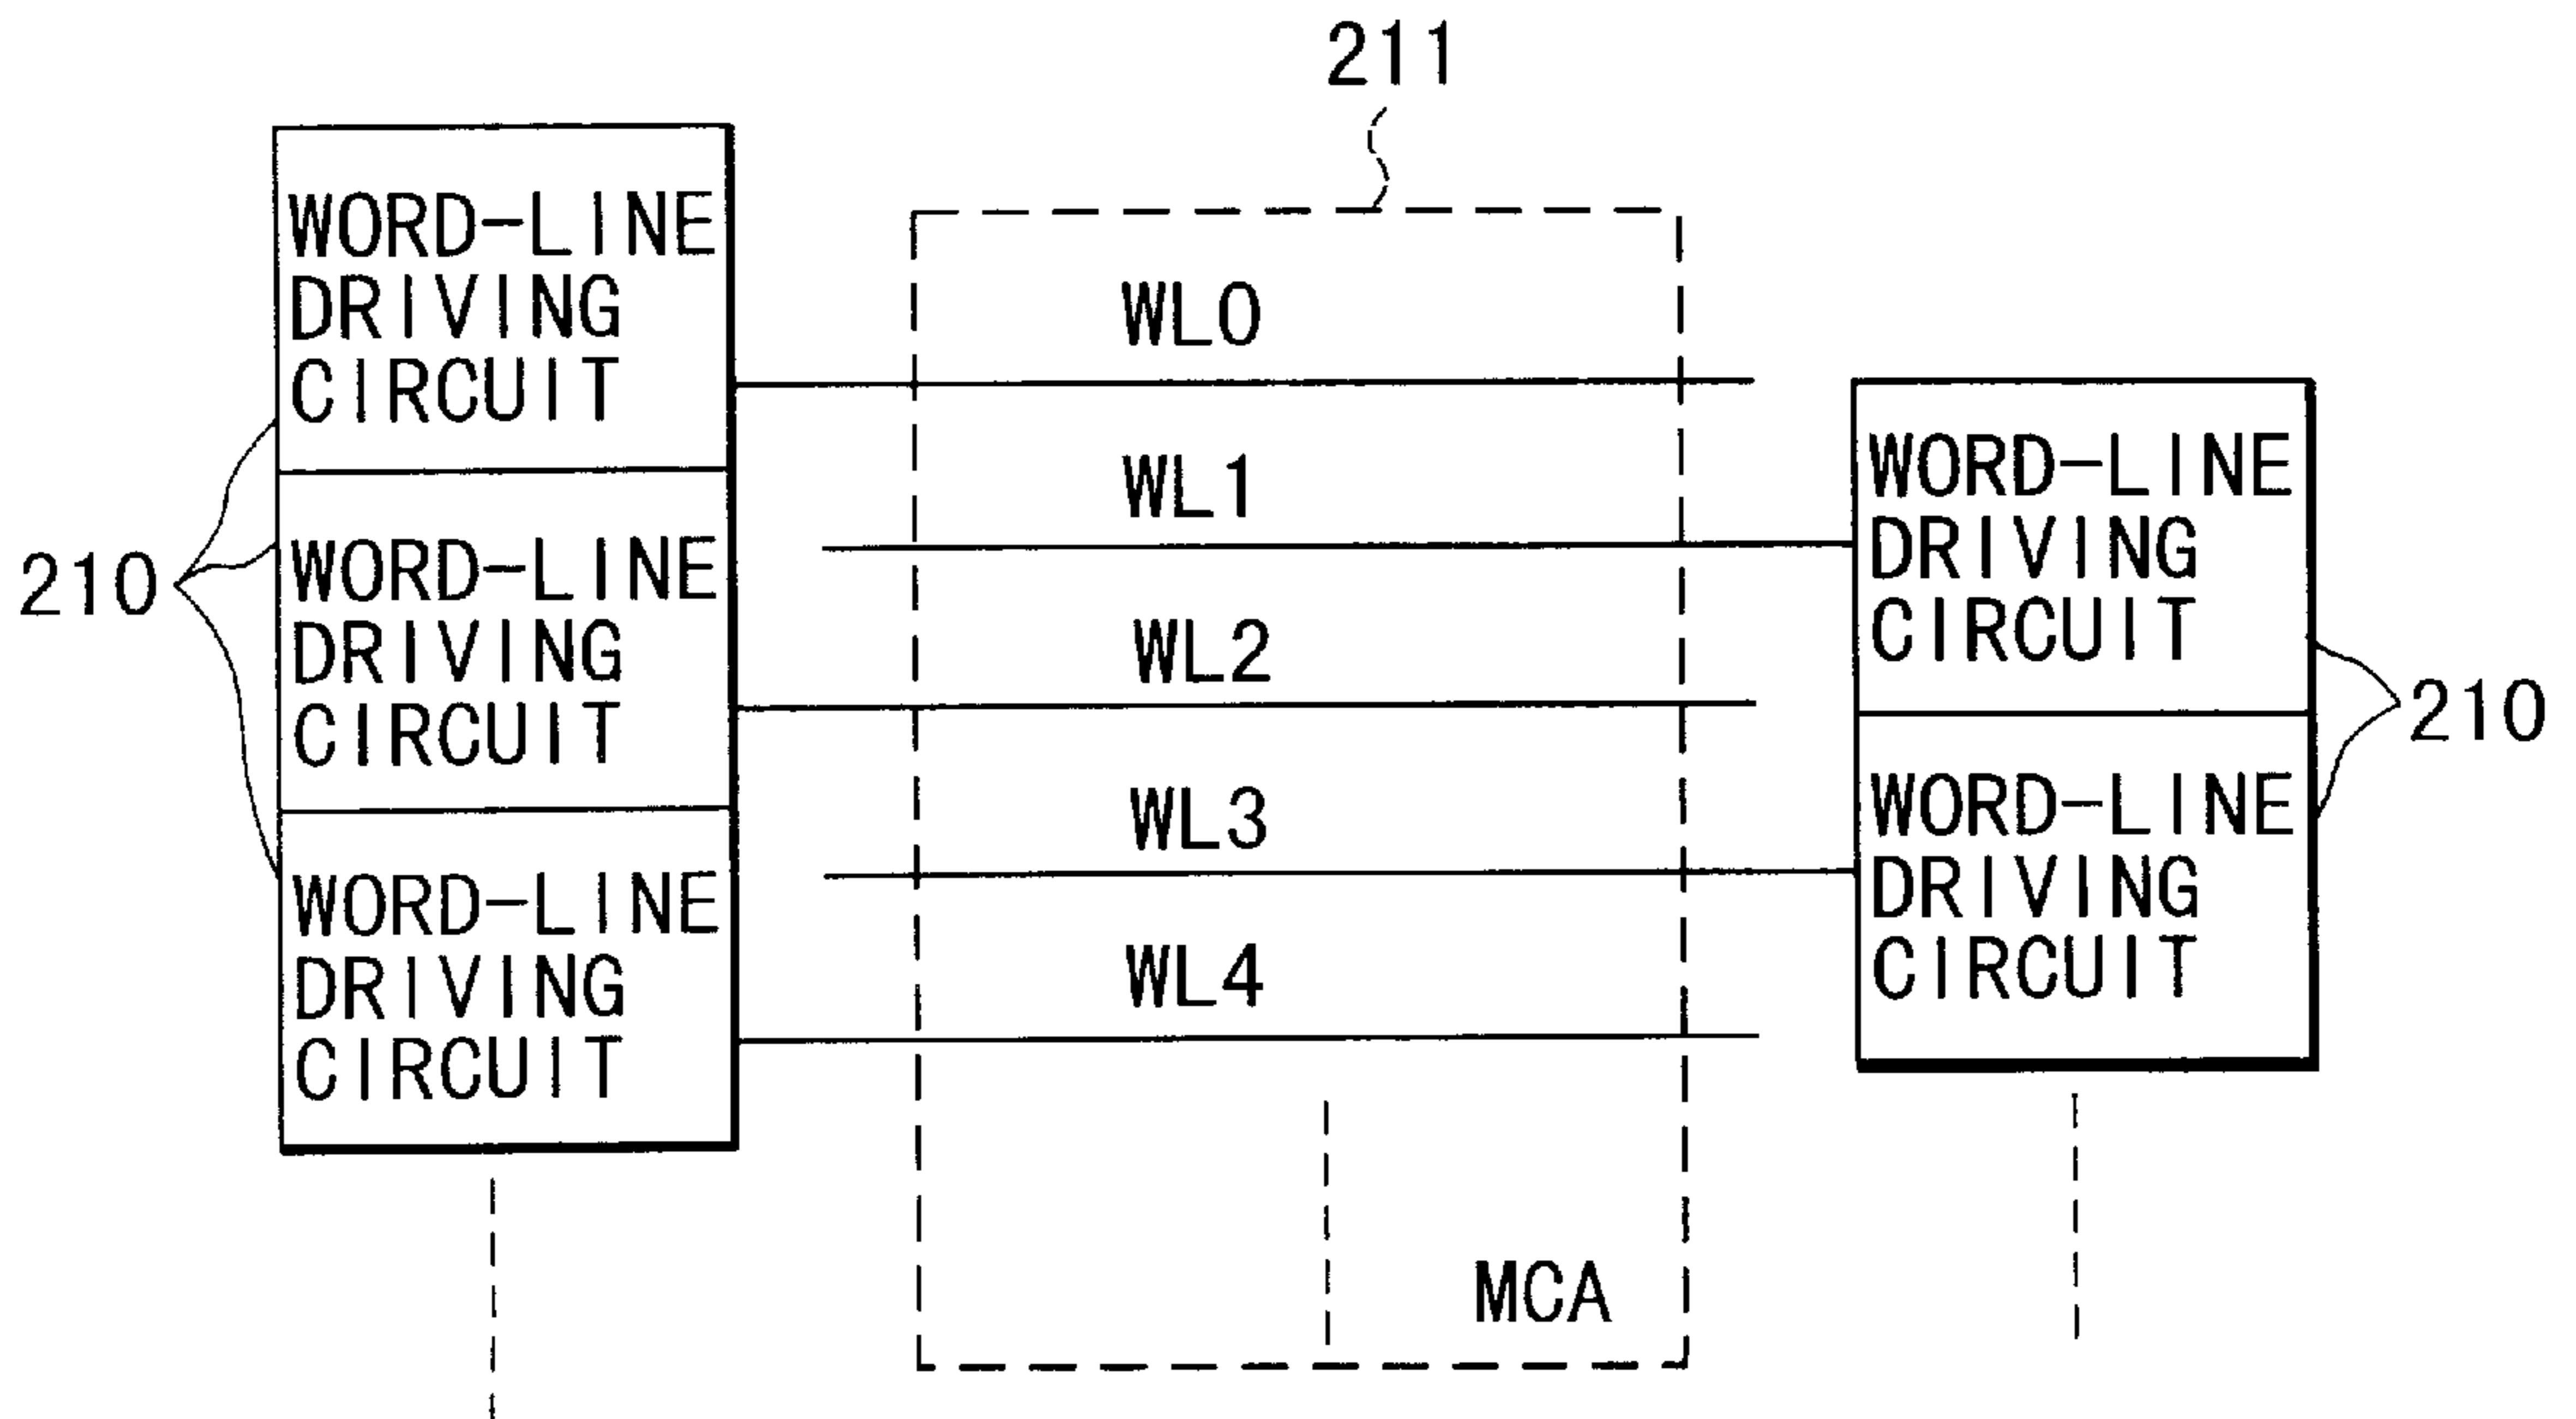 211
WORD-LINE
DRIVING
CIRCUIT
WORD-LINE
DRIVING
CIRCUIT
WORD-LINE
DRIVING
CIRCUIT
210
WL0
WL1
WL2
WL3
WL4
MCA
WORD-LINE
DRIVING
CIRCUIT
WORD-LINE
DRIVING
CIRCUIT
210